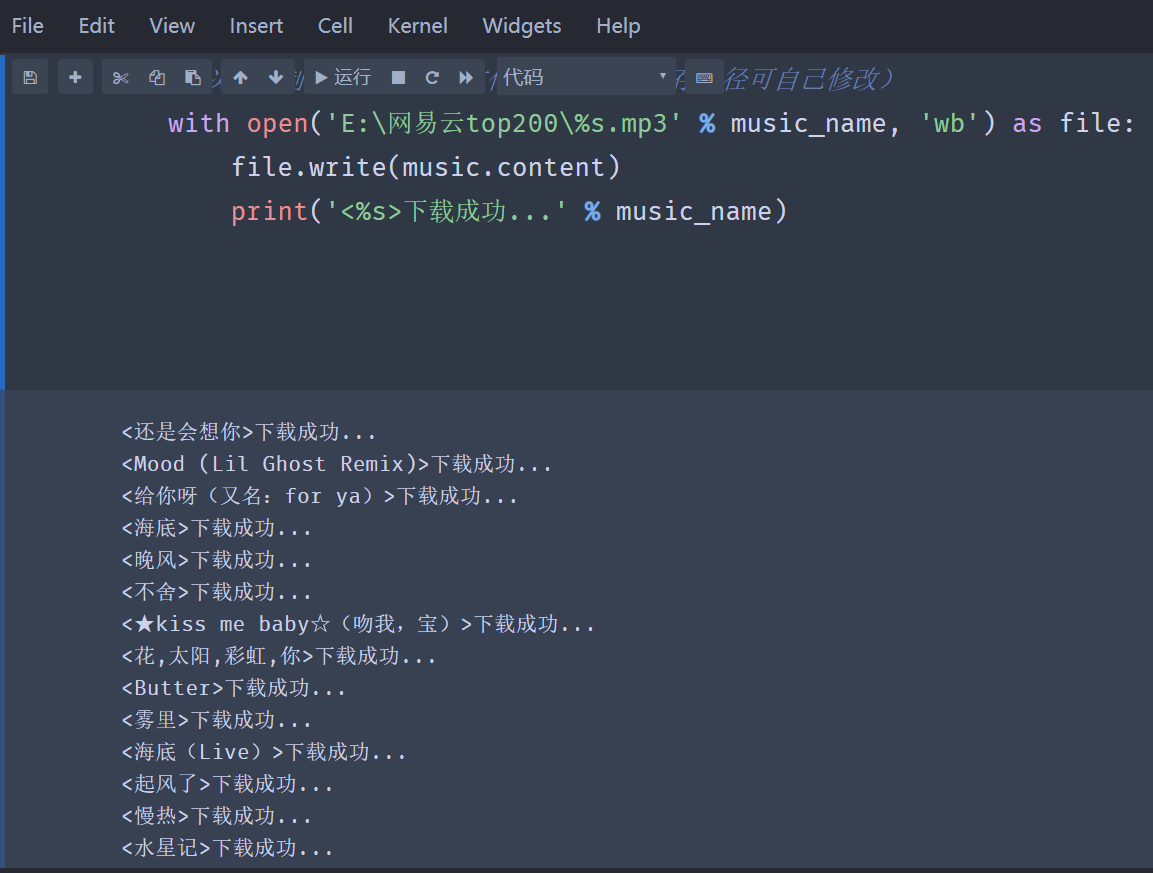 File Edit View Insert Cell Kernel Widgets Help
运行 代码 径可自己修改）
with open('E:\网易云top200\%s.mp3' % music_name, 'wb') as file:
file.write(music.content)
print('<%s>下载成功...' % music_name)
<还是会想你>下载成功...
<Mood (Lil Ghost Remix)>下载成功...
<给你呀（又名：for ya）>下载成功...
<海底>下载成功...
<晚风>下载成功...
<不舍>下载成功...
<★kiss me baby☆（吻我，宝）>下载成功...
<花,太阳,彩虹,你>下载成功...
<Butter>下载成功...
<雾里>下载成功...
<海底（Live）>下载成功...
<起风了>下载成功...
<慢热>下载成功...
<水星记>下载成功...